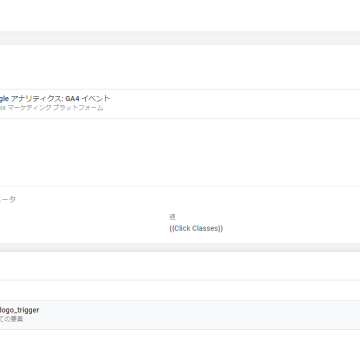 gle アナリティクス: GA4 イベント
gle マーケティング プラットフォーム
ータ
値
{{Click Classes}}
logo_trigger
ての要素